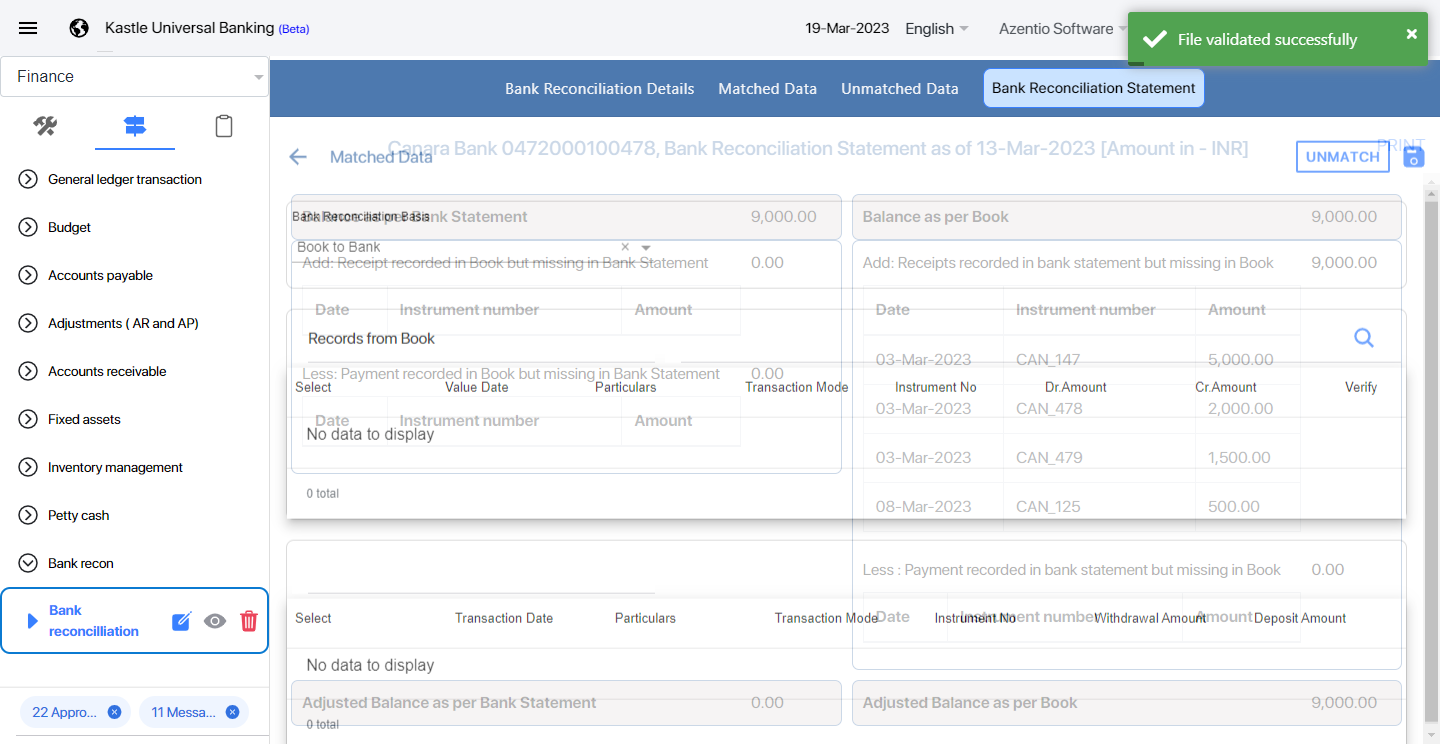 Kastle Universal Banking (Beta)
19-Mar-2023 English Azentio Software
File validated successfully
Finance
Bank Reconciliation Details Matched Data Unmatched Data Bank Reconciliation Statement
General ledger transaction
Budget
Accounts payable
Adjustments ( AR and AP)
Accounts receivable
Fixed assets
Inventory management
Petty cash
Bank recon
Bank
reconcilliation
22 Appro...
11 Messa...
Matched Data
Canara Bank 0472000100478, Bank Reconciliation Statement as of 13-Mar-2023 [Amount in - INR]
UNMATCH
PRINT
Bank Reconciliation Basis
Book to Bank
Balance as per Bank Statement 9,000.00
Add: Receipt recorded in Book but missing in Bank Statement 0.00
Date Instrument number Amount
Records from Book
Less: Payment recorded in Book but missing in Bank Statement 0.00
Select Value Date Particulars Transaction Mode Instrument No Dr.Amount Cr.Amount Verify
Date Instrument number Amount
No data to display
0 total
Balance as per Book 9,000.00
Add: Receipts recorded in bank statement but missing in Book 9,000.00
Date Instrument number Amount
03-Mar-2023 CAN_147 5,000.00
03-Mar-2023 CAN_478 2,000.00
03-Mar-2023 CAN_479 1,500.00
08-Mar-2023 CAN_125 500.00
Less : Payment recorded in bank statement but missing in Book 0.00
Date Instrument number Amount
Select Transaction Date Particulars Transaction Mode Instrument No Withdrawal Amount Deposit Amount
No data to display
Adjusted Balance as per Bank Statement 0.00
Adjusted Balance as per Book 9,000.00
0 total